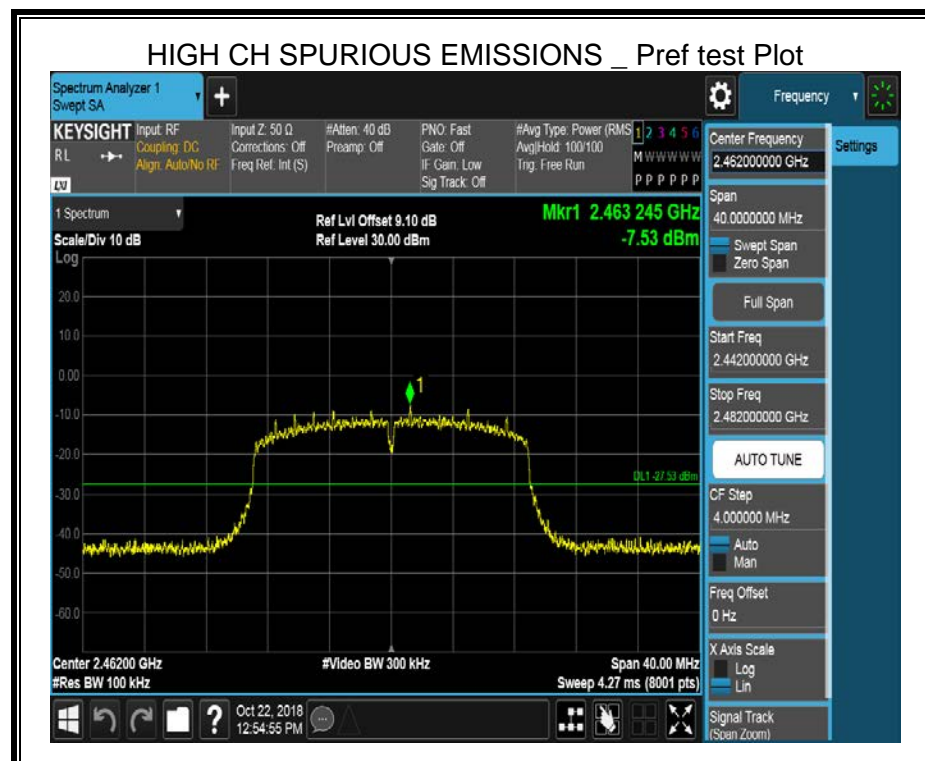 HIGH CH SPURIOUS EMISSIONS _ Pref test Plot
Spectrum Analyzer 1
Swept SA
+
Frequency
KEYSIGHT
RL
LXI
Input: RF
Coupling: DC
Align: Auto/No RF
Input Z: 50 Ω
Corrections: Off
Freq Ref: Int (S)
#Atten: 40 dB
Preamp: Off
PNO: Fast
Gate: Off
IF Gain: Low
Sig Track: Off
#Avg Type: Power (RMS
Avg|Hold: 100/100
Trig: Free Run
1 2 3 4 5 6
M W W W W W
P P P P P P
1 Spectrum
Scale/Div 10 dB
Log
Ref Lvl Offset 9.10 dB
Ref Level 30.00 dBm
Mkr1 2.463 245 GHz
-7.53 dBm
20.0
10.0
0.00
-10.0
-20.0
-30.0
-40.0
-50.0
-60.0
1
DL1 -27.53 dBm
Center 2.46200 GHz
#Res BW 100 kHz
#Video BW 300 kHz
Span 40.00 MHz
Sweep 4.27 ms (8001 pts)
Oct 22, 2018
12:54:55 PM
?
Center Frequency
2.462000000 GHz
Settings
Span
40.0000000 MHz
Swept Span
Zero Span
Full Span
Start Freq
2.442000000 GHz
Stop Freq
2.482000000 GHz
AUTO TUNE
CF Step
4.000000 MHz
Auto
Man
Freq Offset
0 Hz
X Axis Scale
Log
Lin
Signal Track
(Span Zoom)